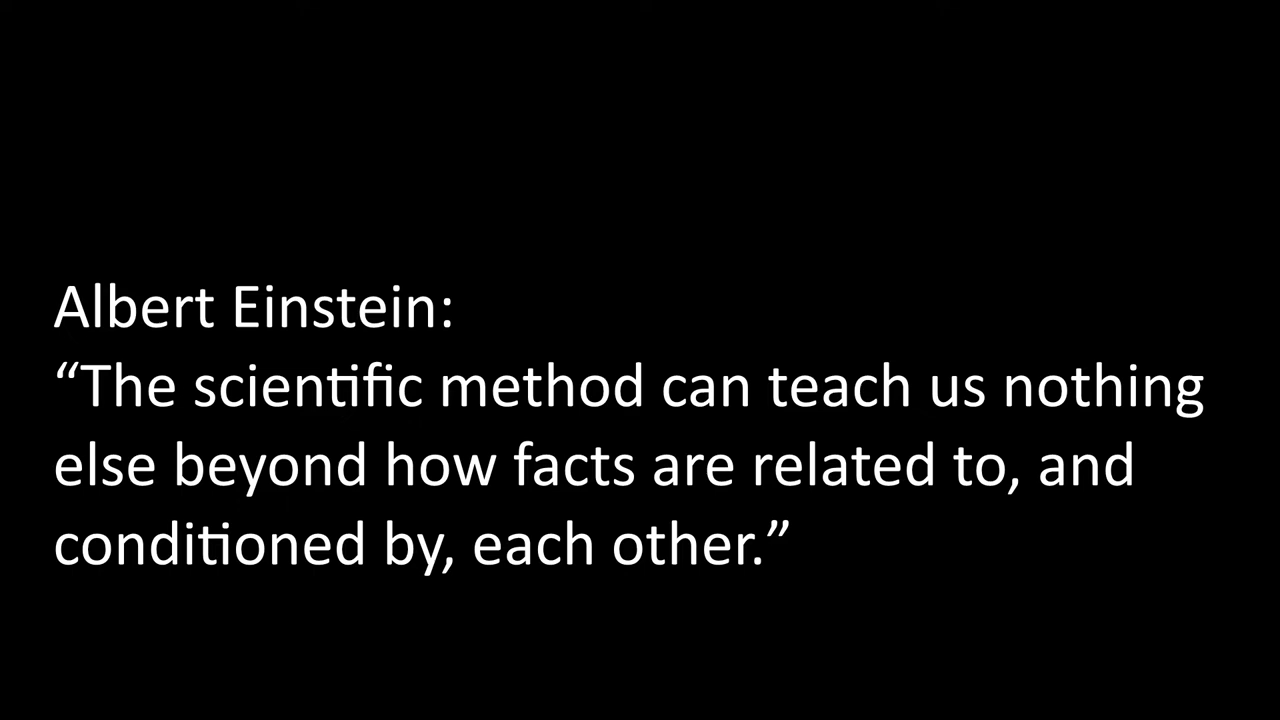 Albert Einstein:
“The scientific method can teach us nothing
else beyond how facts are related to, and
conditioned by, each other.”